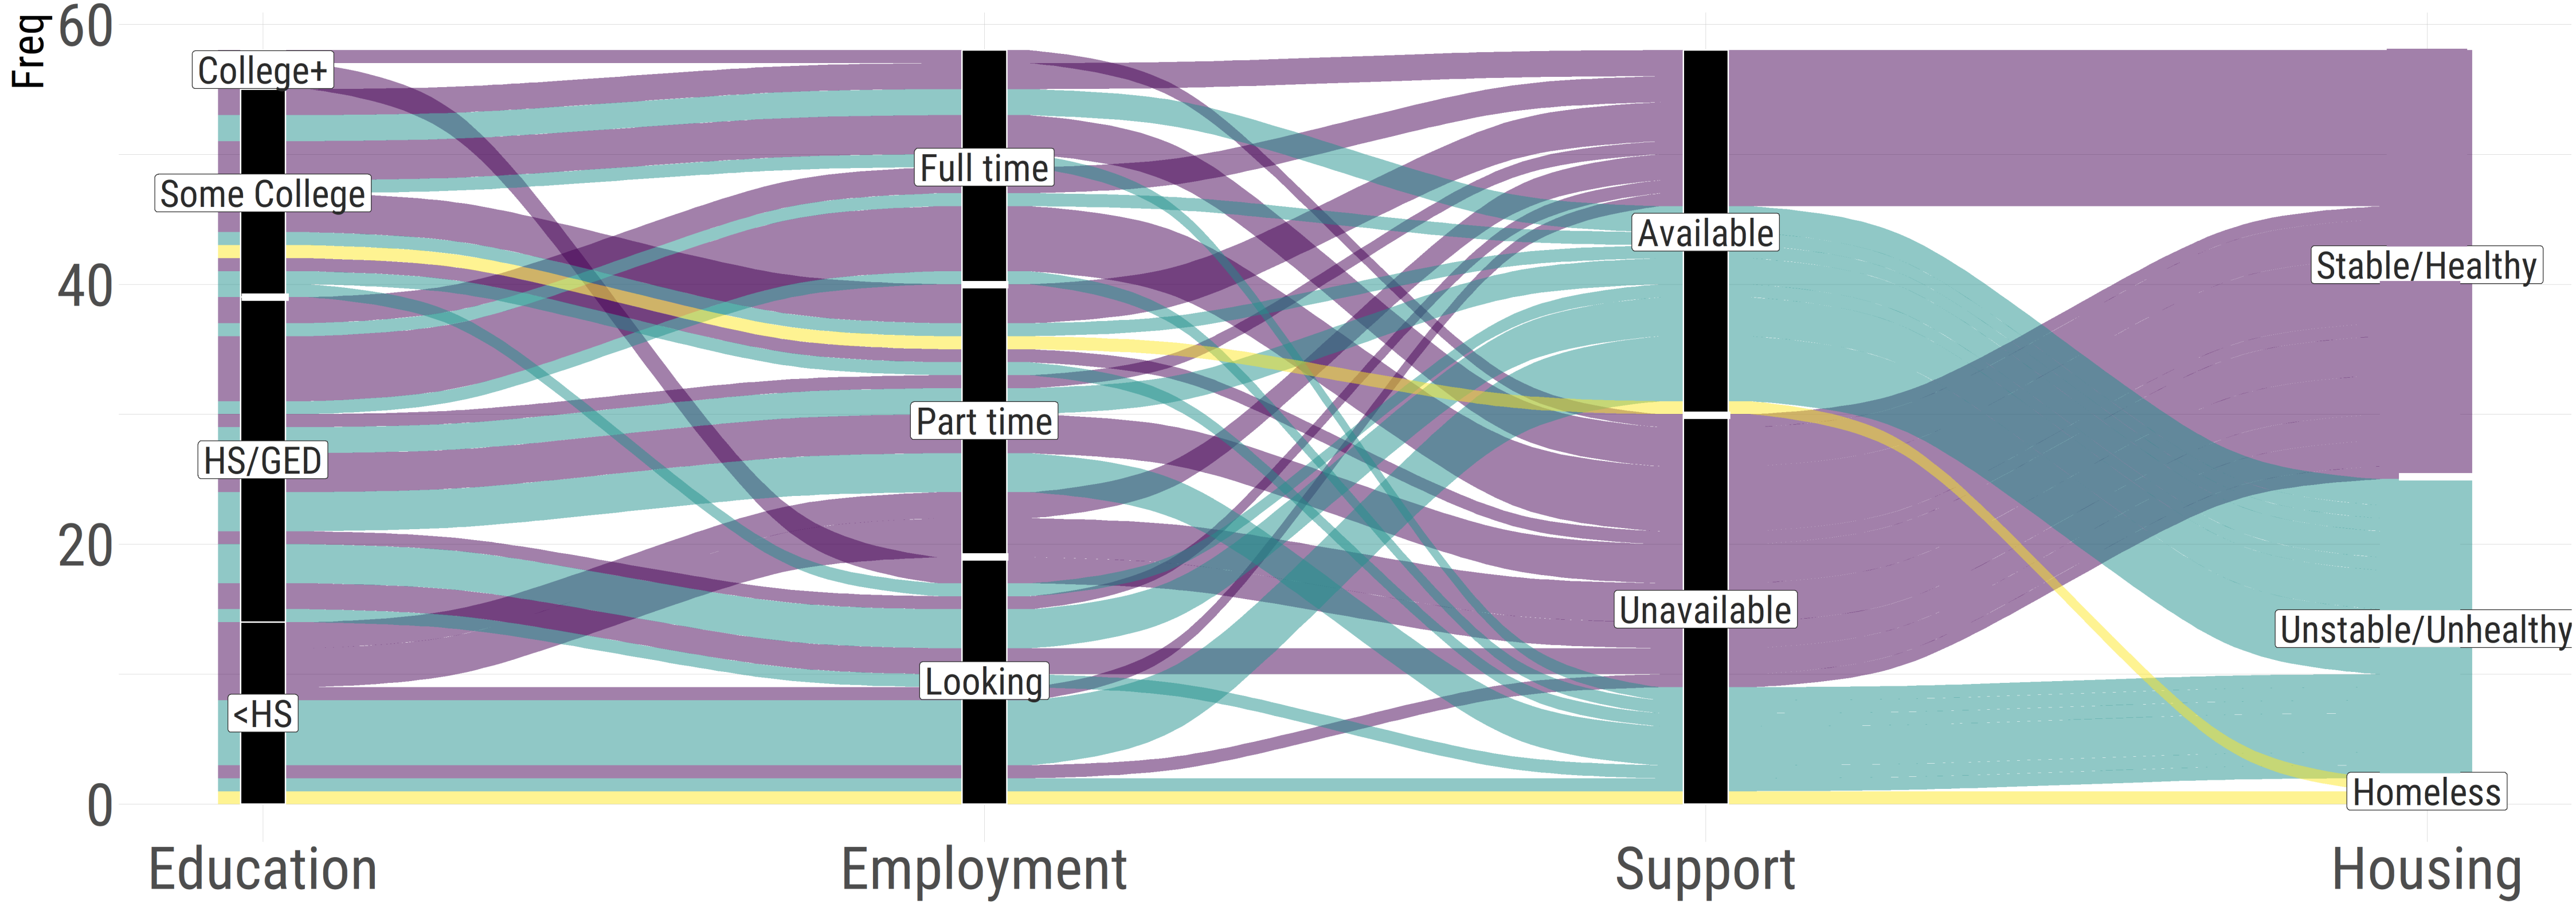 Freq
60
40
20
0
College+
Some College
HS/GED
<HS
Full time
Part time
Looking
Available
Unavailable
Stable/Healthy
Unstable/Unhealthy
Homeless
Education
Employment
Support
Housing